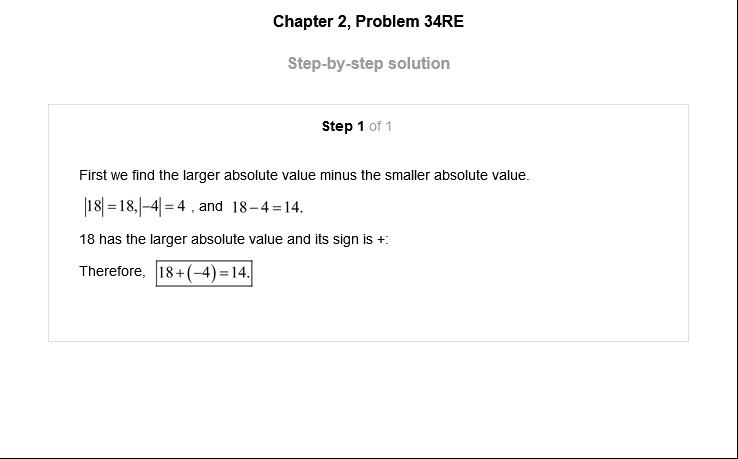 Chapter 2, Problem 34RE
Step-by-step solution
Step 1 of 1
First we find the larger absolute value minus the smaller absolute value.
|18|=18,|−4|=4 , and 18−4=14.
18 has the larger absolute value and its sign is +:
Therefore, 18+(−4)=14.